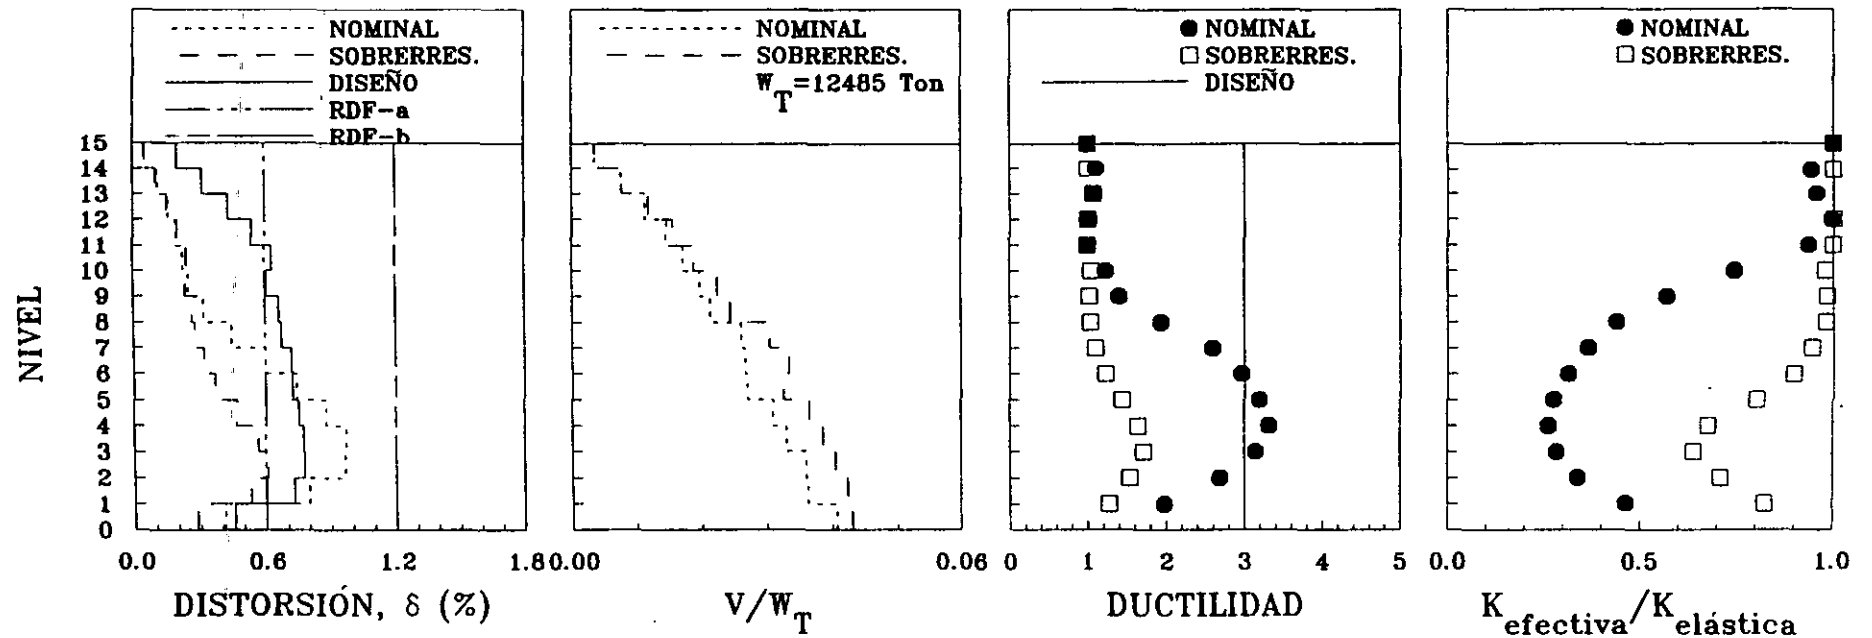 NOMINAL
SOBRERRES.
DISEÑO
RDF-a
RDF-b
NOMINAL
SOBRERRES.
W_T=12485 Ton
NOMINAL
SOBRERRES.
DISEÑO
NOMINAL
SOBRERRES.
NIVEL
15
14
13
12
11
10
9
8
7
6
5
4
3
2
1
0
0.0 0.6 1.2 1.8
0.00 0.06
0 1 2 3 4 5
0.0 0.5 1.0
DISTORSIÓN, δ (%)
V/W_T
DUCTILIDAD
K_efectiva/K_elástica